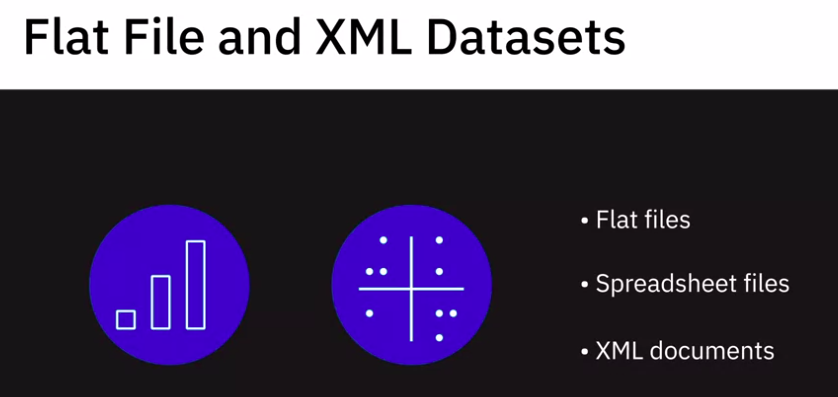 Flat File and XML Datasets
• Flat files
• Spreadsheet files
• XML documents